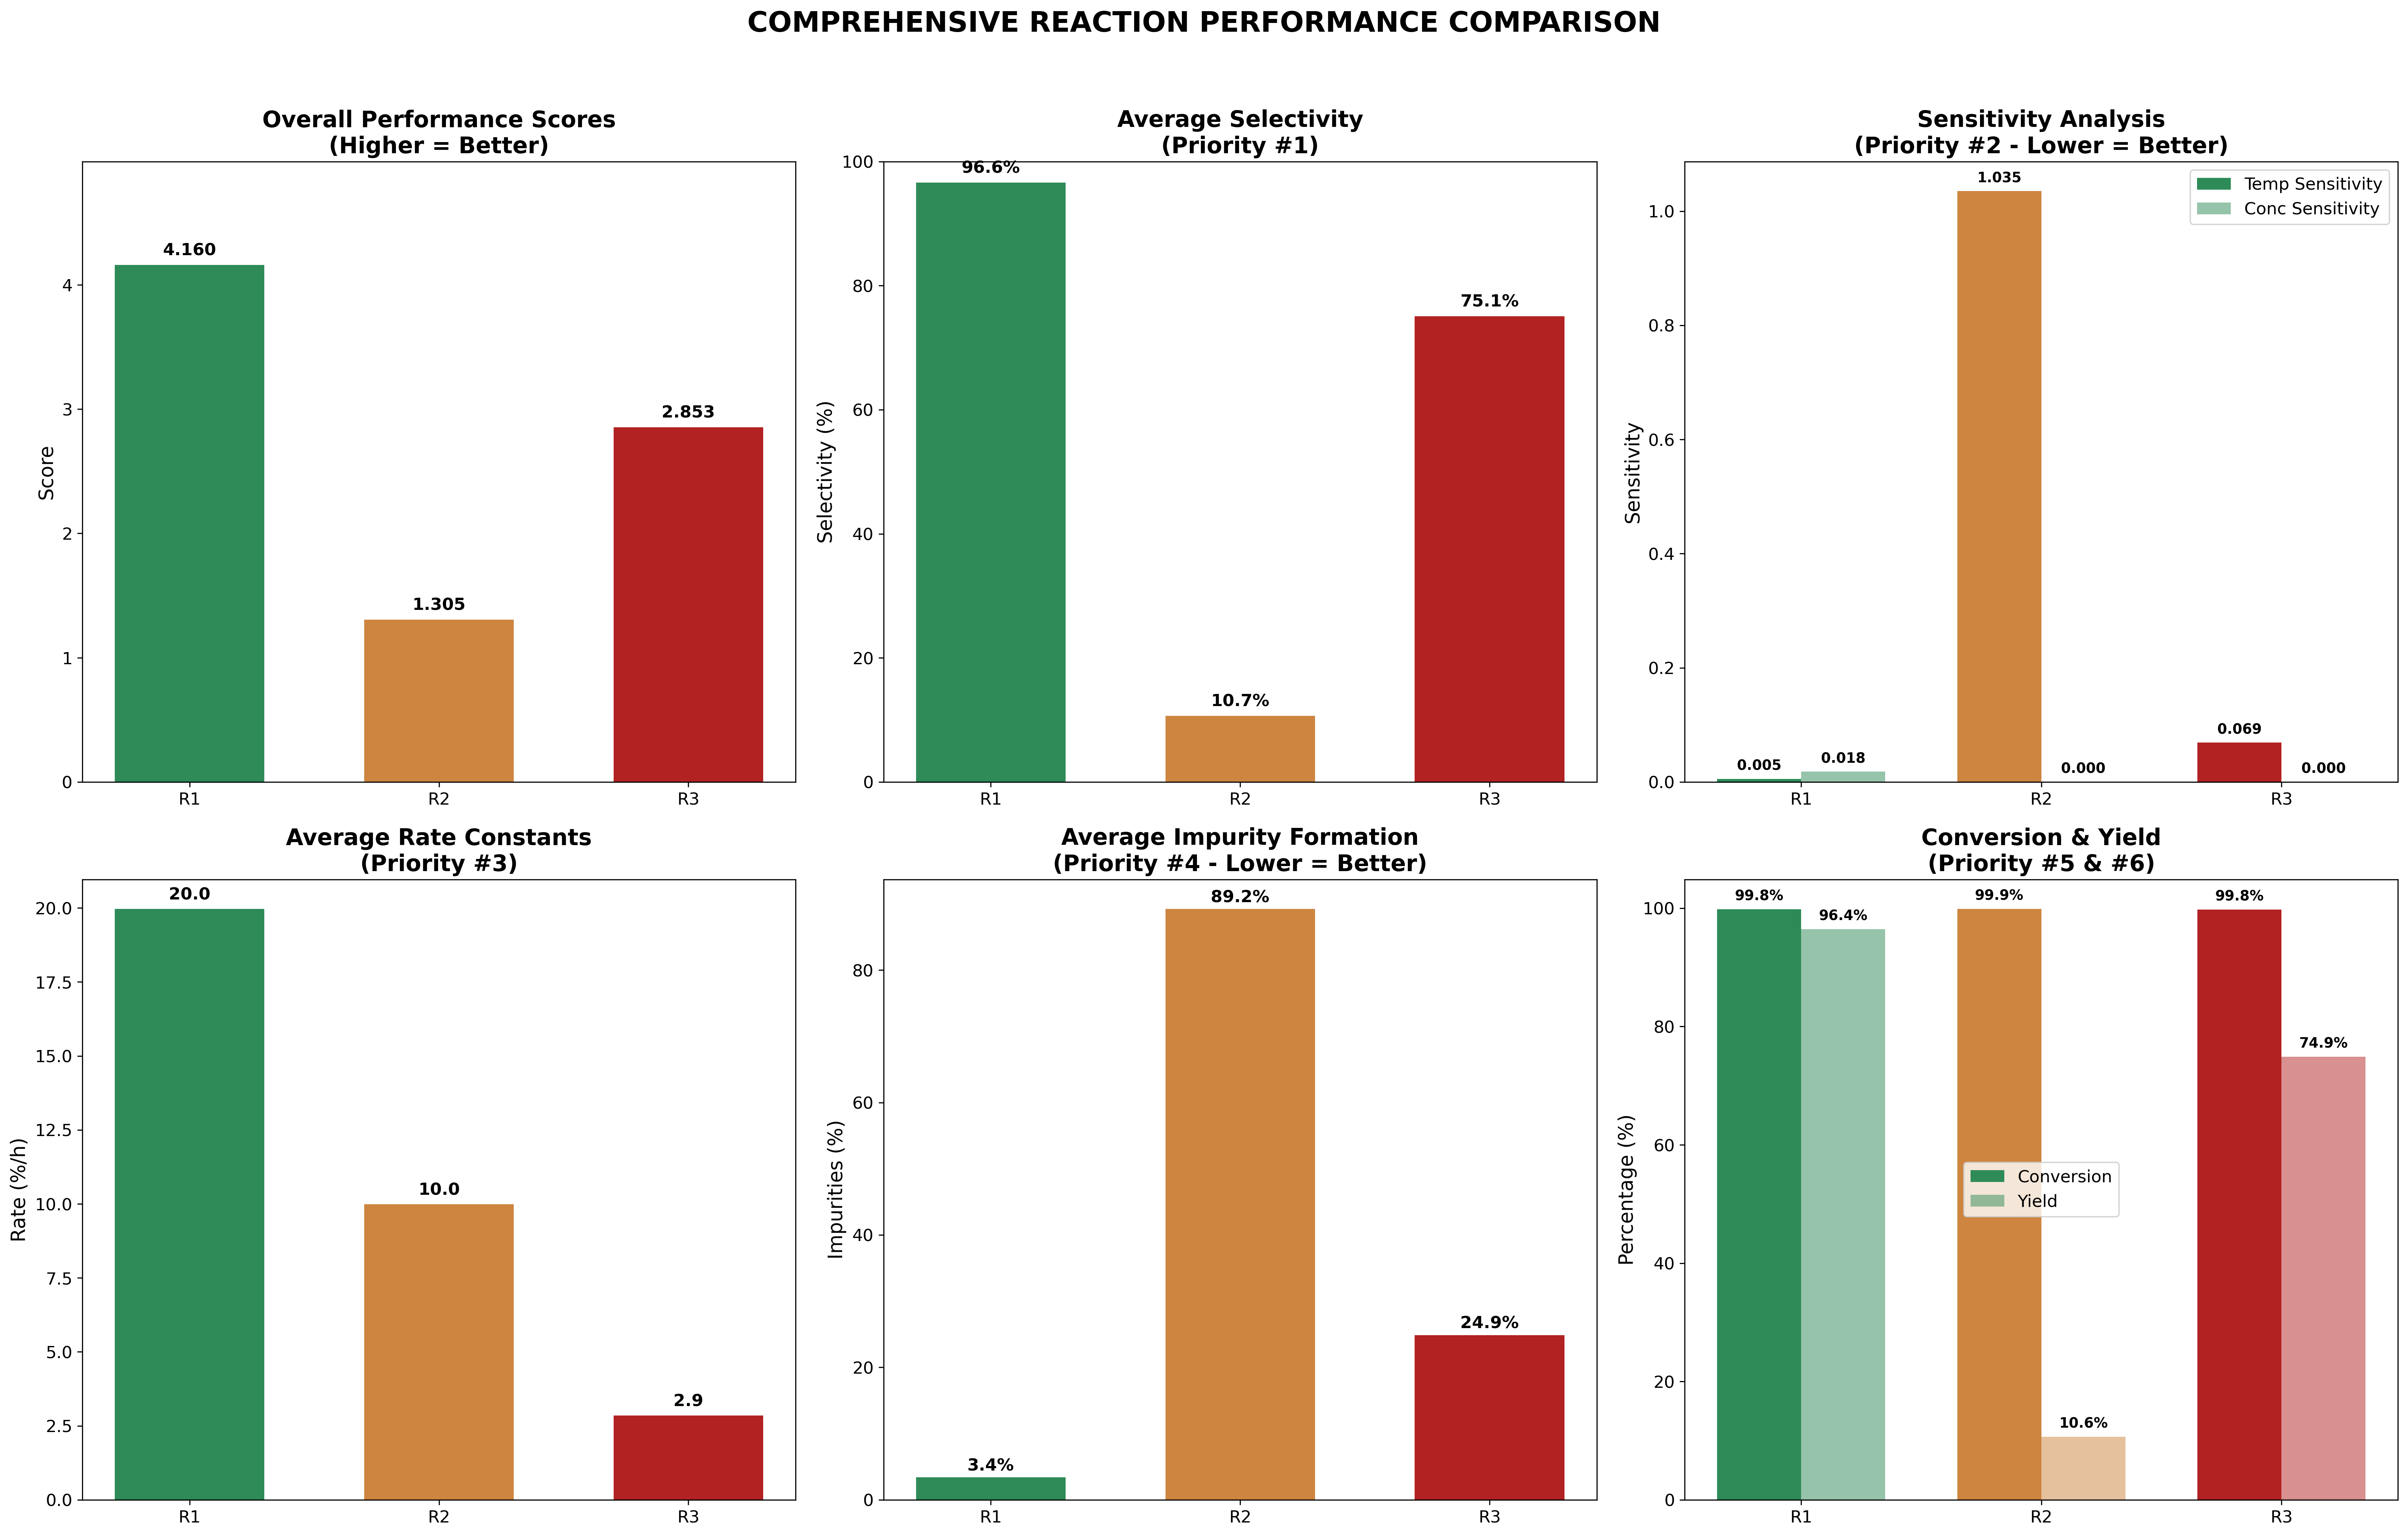 COMPREHENSIVE REACTION PERFORMANCE COMPARISON
Overall Performance Scores
(Higher = Better)
Score
4
3
2
1
0
4.160
1.305
2.853
R1
R2
R3
Average Selectivity
(Priority #1)
Selectivity (%)
100
80
60
40
20
0
96.6%
10.7%
75.1%
R1
R2
R3
Sensitivity Analysis
(Priority #2 - Lower = Better)
Sensitivity
1.0
0.8
0.6
0.4
0.2
0.0
Temp Sensitivity
Conc Sensitivity
0.005
0.018
1.035
0.000
0.069
0.000
R1
R2
R3
Average Rate Constants
(Priority #3)
Rate (%/h)
20.0
17.5
15.0
12.5
10.0
7.5
5.0
2.5
0.0
20.0
10.0
2.9
R1
R2
R3
Average Impurity Formation
(Priority #4 - Lower = Better)
Impurities (%)
80
60
40
20
0
3.4%
89.2%
24.9%
R1
R2
R3
Conversion & Yield
(Priority #5 & #6)
Percentage (%)
100
80
60
40
20
0
99.8%
96.4%
99.9%
10.6%
99.8%
74.9%
Conversion
Yield
R1
R2
R3